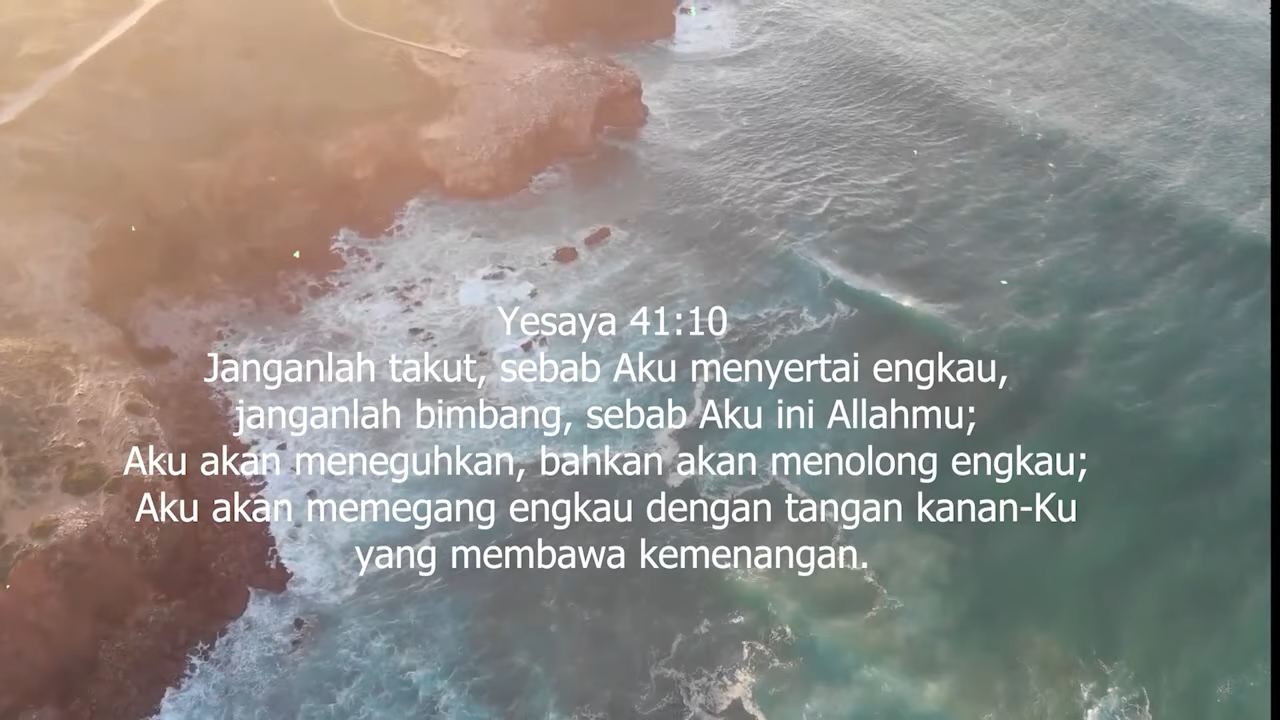 Yesaya 41:10
Janganlah takut, sebab Aku menyertai engkau,
janganlah bimbang, sebab Aku ini Allahmu;
Aku akan meneguhkan, bahkan akan menolong engkau;
Aku akan memegang engkau dengan tangan kanan-Ku
yang membawa kemenangan.